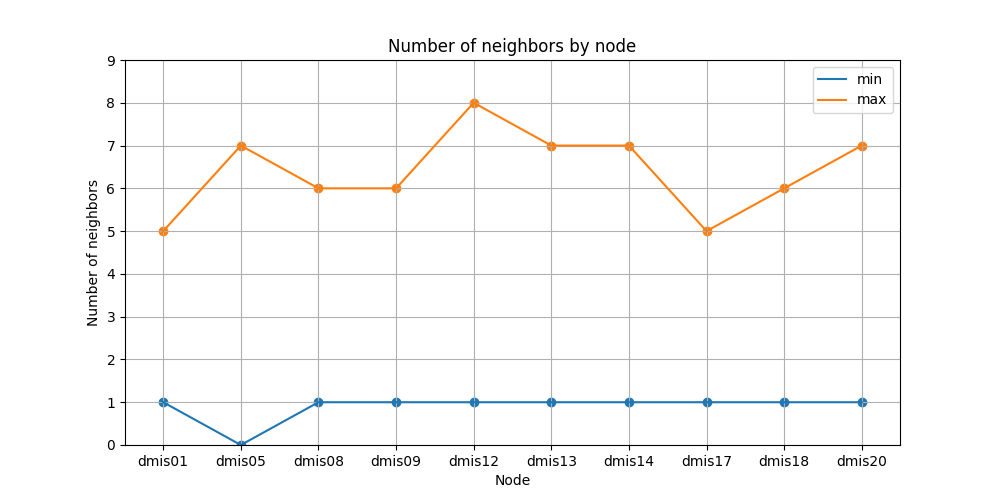 Number of neighbors by node
min
max
9
8
7
6
5
4
3
2
1
0
Number of neighbors
dmis01 dmis05 dmis08 dmis09 dmis12 dmis13 dmis14 dmis17 dmis18 dmis20
Node